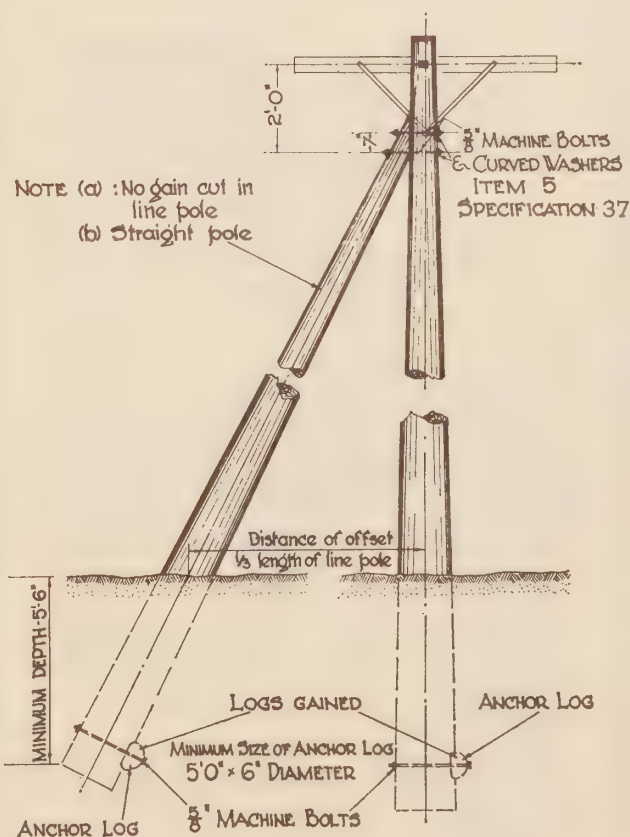 2'-0"
5/8" MACHINE BOLTS
& CURVED WASHERS
ITEM 5
SPECIFICATION 37
NOTE (a) : No gain cut in
line pole
(b) Straight pole
Distance of offset
1/3 length of line pole
MINIMUM DEPTH-5'-6"
LOGS GAINED
ANCHOR LOG
MINIMUM SIZE OF ANCHOR LOG
5'0" × 6" DIAMETER
ANCHOR LOG
5/8" MACHINE BOLTS